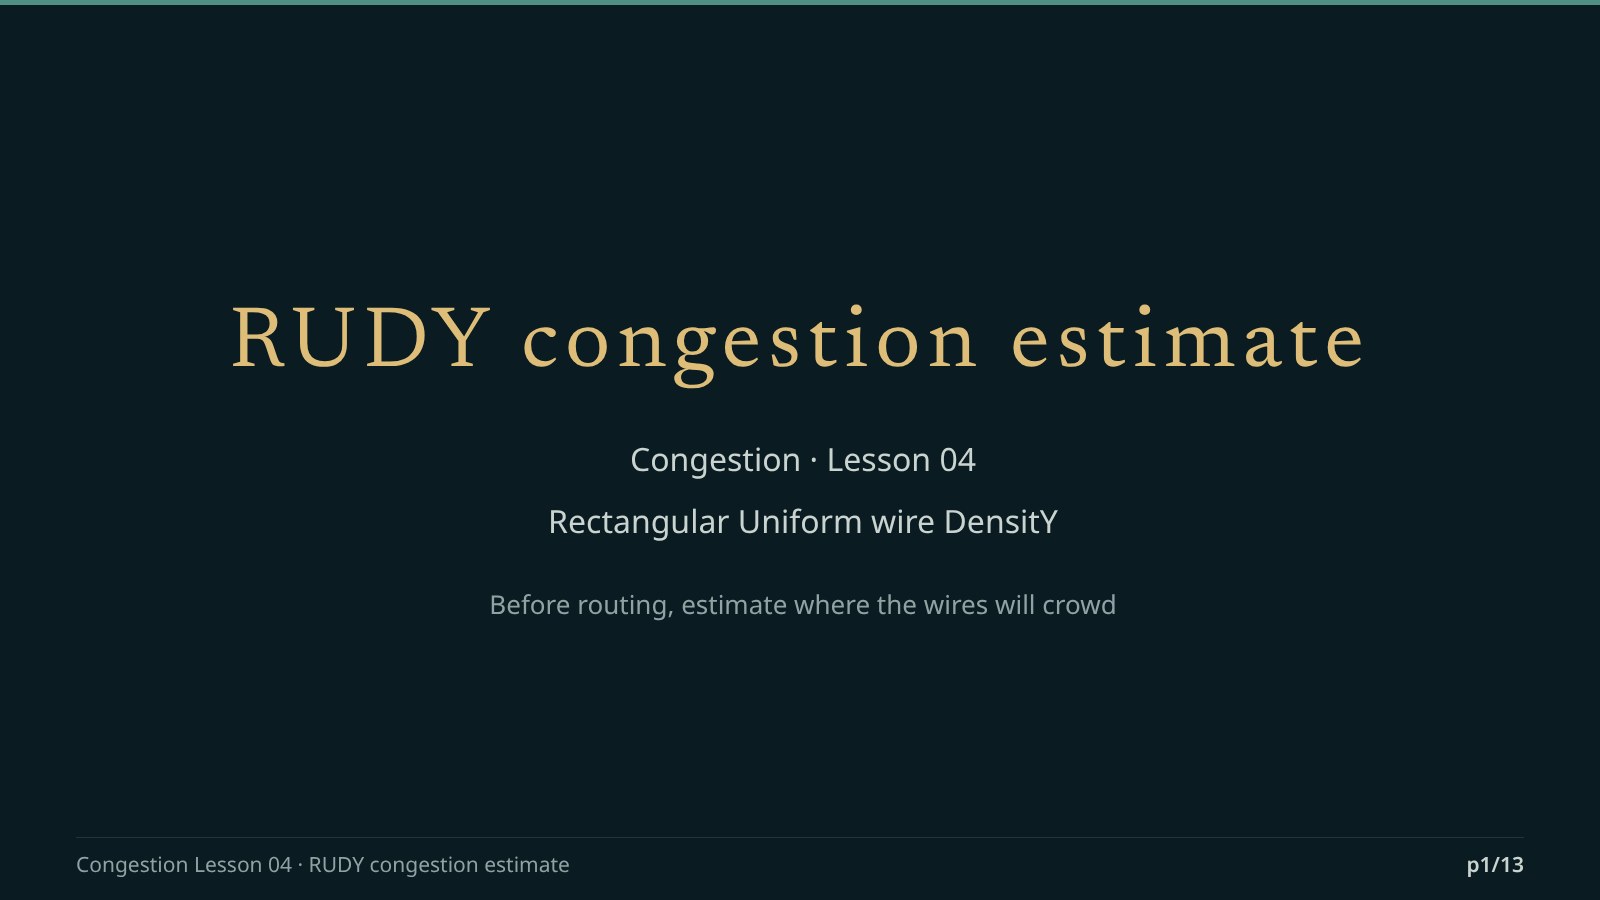 RUDY congestion estimate
Congestion · Lesson 04
Rectangular Uniform wire DensitY
Before routing, estimate where the wires will crowd
Congestion Lesson 04 · RUDY congestion estimate
p1/13